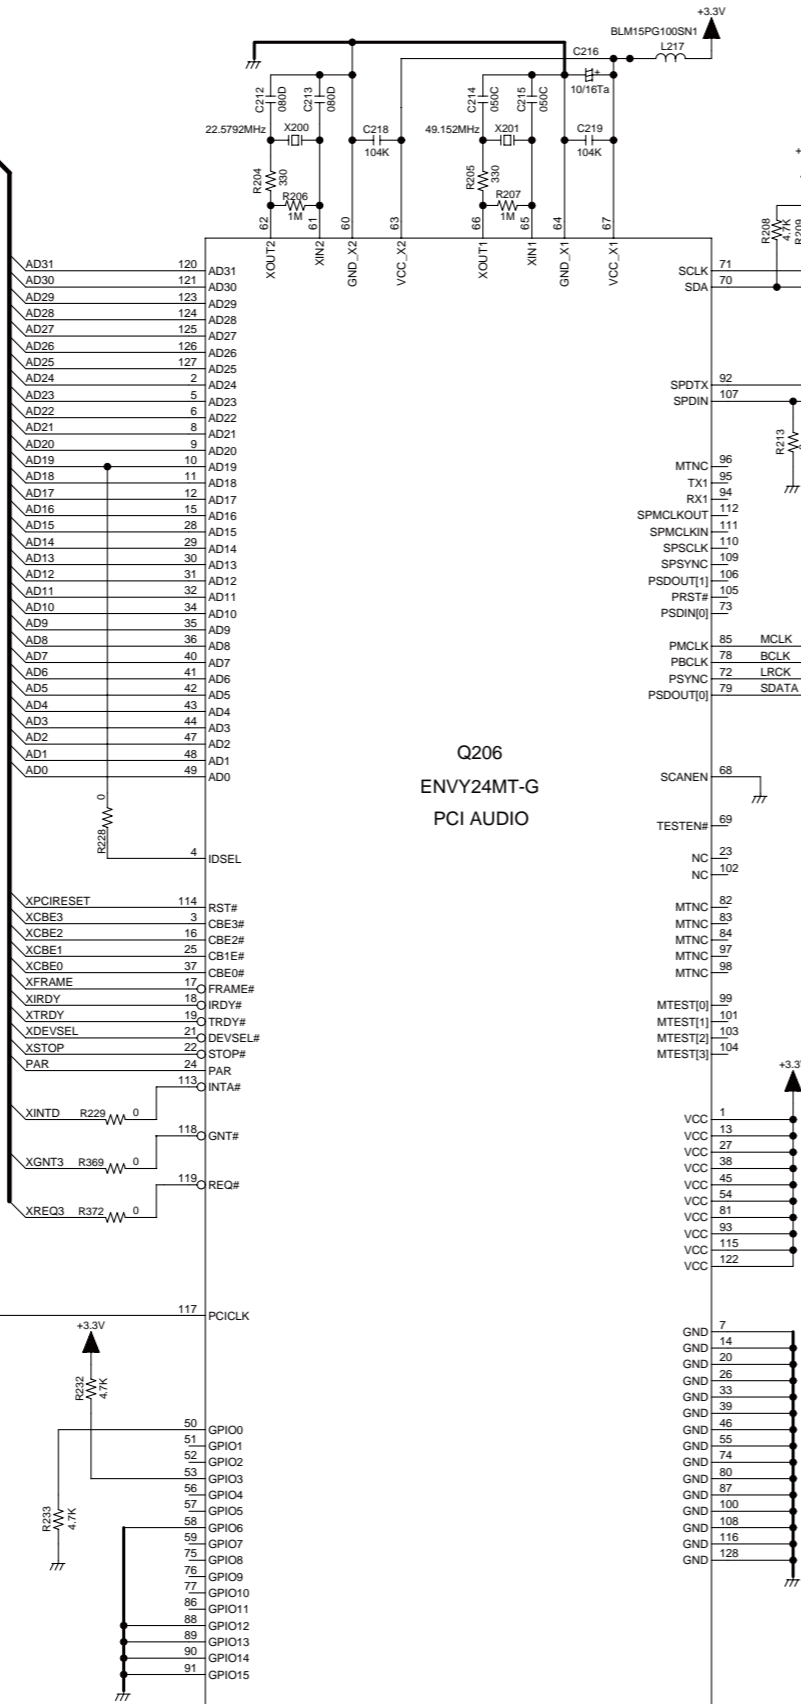 +3.3V
BLM15PG100SN1
C216
L217
10/16Ta
C212 080D
C213 080D
C214 050C
C215 050C
22.5792MHz X200
C218
104K
49.152MHz X201
C219
104K
R204 330
R206
1M
R205 330
R207
1M
62 61 60 63 66 65 64 67
XOUT2 XIN2 GND_X2 VCC_X2 XOUT1 XIN1 GND_X1 VCC_X1
R208 4.7K
R209
AD31 120 AD31
AD30 121 AD30
AD29 123 AD29
AD28 124 AD28
AD27 125 AD27
AD26 126 AD26
AD25 127 AD25
AD24 2 AD24
AD23 5 AD23
AD22 6 AD22
AD21 8 AD21
AD20 9 AD20
AD19 10 AD19
AD18 11 AD18
AD17 12 AD17
AD16 15 AD16
AD15 28 AD15
AD14 29 AD14
AD13 30 AD13
AD12 31 AD12
AD11 32 AD11
AD10 34 AD10
AD9 35 AD9
AD8 36 AD8
AD7 40 AD7
AD6 41 AD6
AD5 42 AD5
AD4 43 AD4
AD3 44 AD3
AD2 47 AD2
AD1 48 AD1
AD0 49 AD0
R228 0
4 IDSEL
XPCIRESET 114 RST#
XCBE3 3 CBE3#
XCBE2 16 CBE2#
XCBE1 25 CB1E#
XCBE0 37 CBE0#
XFRAME 17 FRAME#
XIRDY 18 IRDY#
XTRDY 19 TRDY#
XDEVSEL 21 DEVSEL#
XSTOP 22 STOP#
PAR 24 PAR
113 INTA#
XINTD R229 0
118 GNT#
XGNT3 R369 0
119 REQ#
XREQ3 R372 0
117 PCICLK
+3.3V
R232 4.7K
R233 4.7K
50 GPIO0
51 GPIO1
52 GPIO2
53 GPIO3
56 GPIO4
57 GPIO5
58 GPIO6
59 GPIO7
75 GPIO8
76 GPIO9
77 GPIO10
86 GPIO11
88 GPIO12
89 GPIO13
90 GPIO14
91 GPIO15
Q206
ENVY24MT-G
PCI AUDIO
SCLK 71
SDA 70
SPDTX 92
SPDIN 107
R213
MTNC 96
TX1 95
RX1 94
SPMCLKOUT 112
SPMCLKIN 111
SPSCLK 110
SPSYNC 109
PSDOUT[1] 106
PRST# 105
PSDIN[0] 73
PMCLK 85 MCLK
PBCLK 78 BCLK
PSYNC 72 LRCK
PSDOUT[0] 79 SDATA
SCANEN 68
TESTEN# 69
NC 23
NC 102
MTNC 82
MTNC 83
MTNC 84
MTNC 97
MTNC 98
MTEST[0] 99
MTEST[1] 101
MTEST[2] 103
MTEST[3] 104
VCC 1
VCC 13
VCC 27
VCC 38
VCC 45
VCC 54
VCC 81
VCC 93
VCC 115
VCC 122
GND 7
GND 14
GND 20
GND 26
GND 33
GND 39
GND 46
GND 55
GND 74
GND 80
GND 87
GND 100
GND 108
GND 116
GND 128